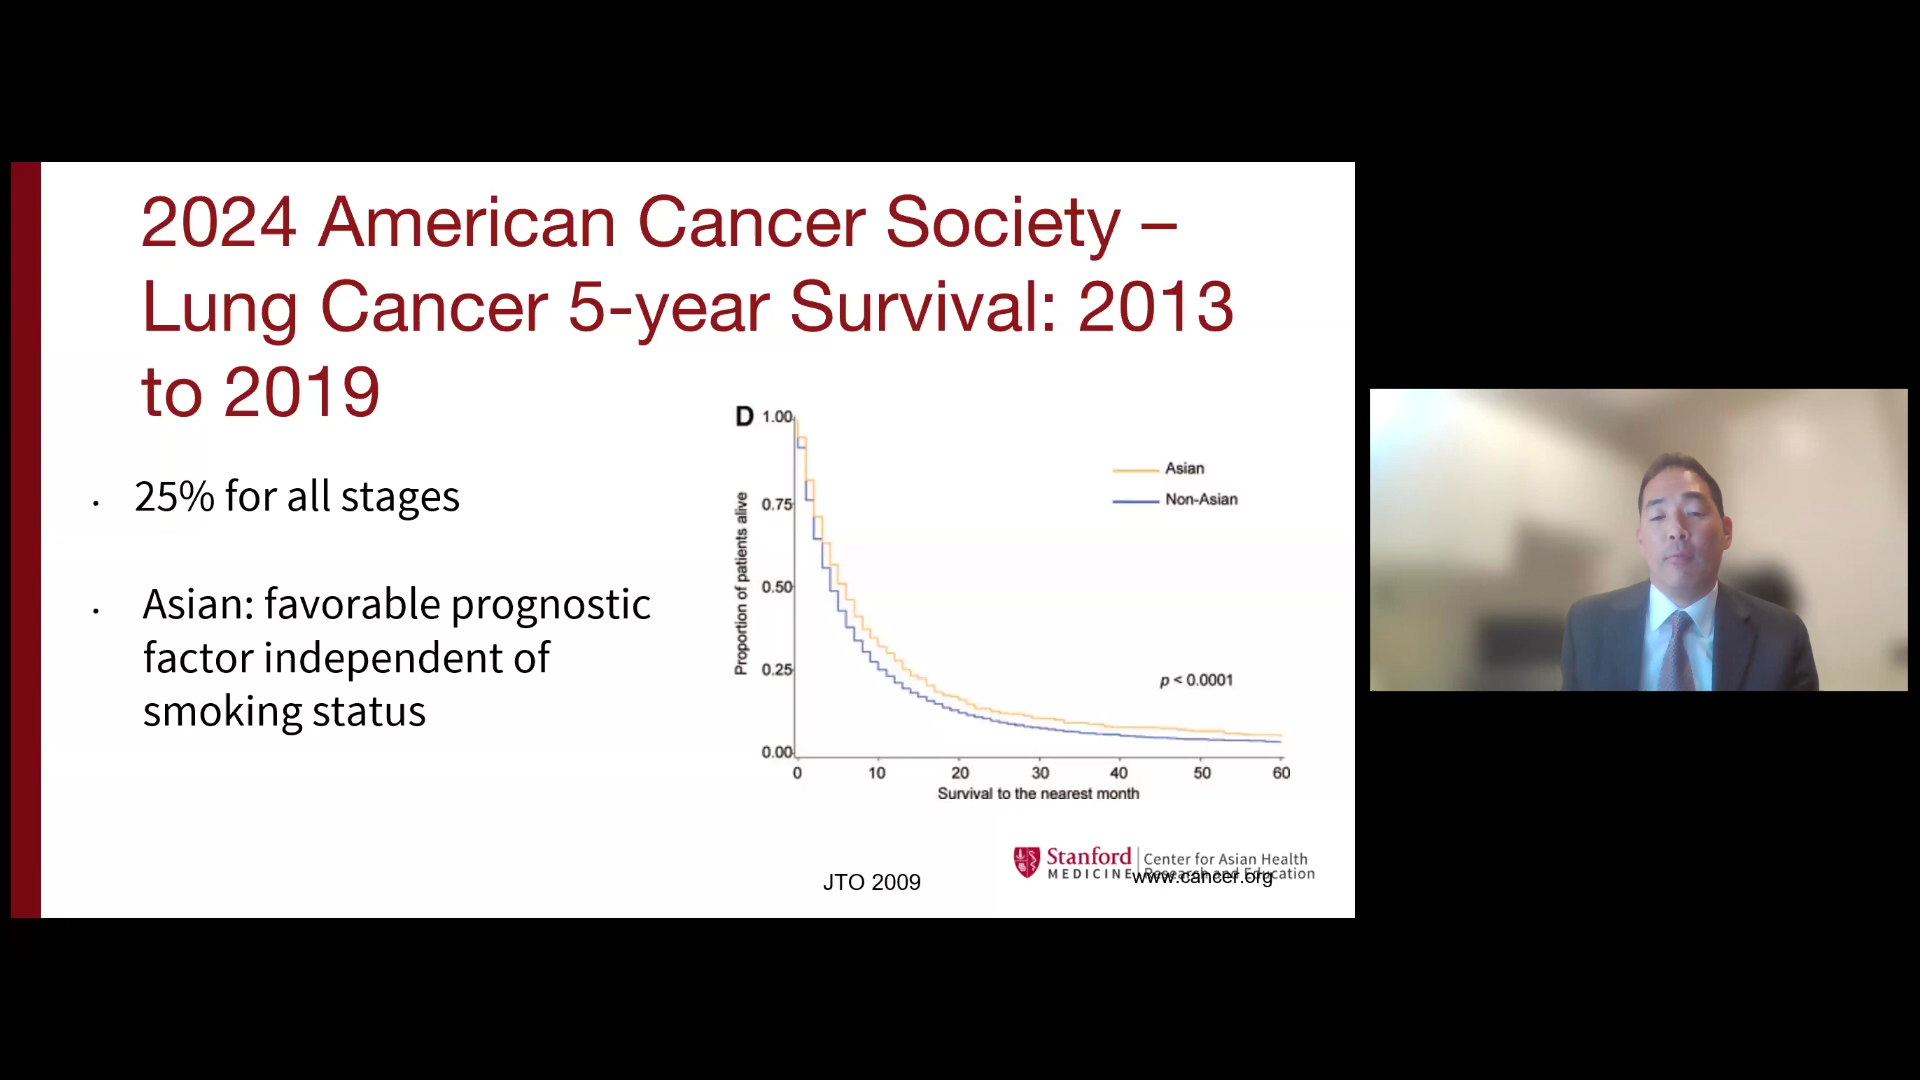 2024 American Cancer Society –
Lung Cancer 5-year Survival: 2013
to 2019
· 25% for all stages
· Asian: favorable prognostic
factor independent of
smoking status
D
1.00
0.75
0.50
0.25
0.00
Proportion of patients alive
Asian
Non-Asian
p < 0.0001
0 10 20 30 40 50 60
Survival to the nearest month
JTO 2009
Stanford
MEDICINE
Center for Asian Health
Research and Education
www.cancer.org